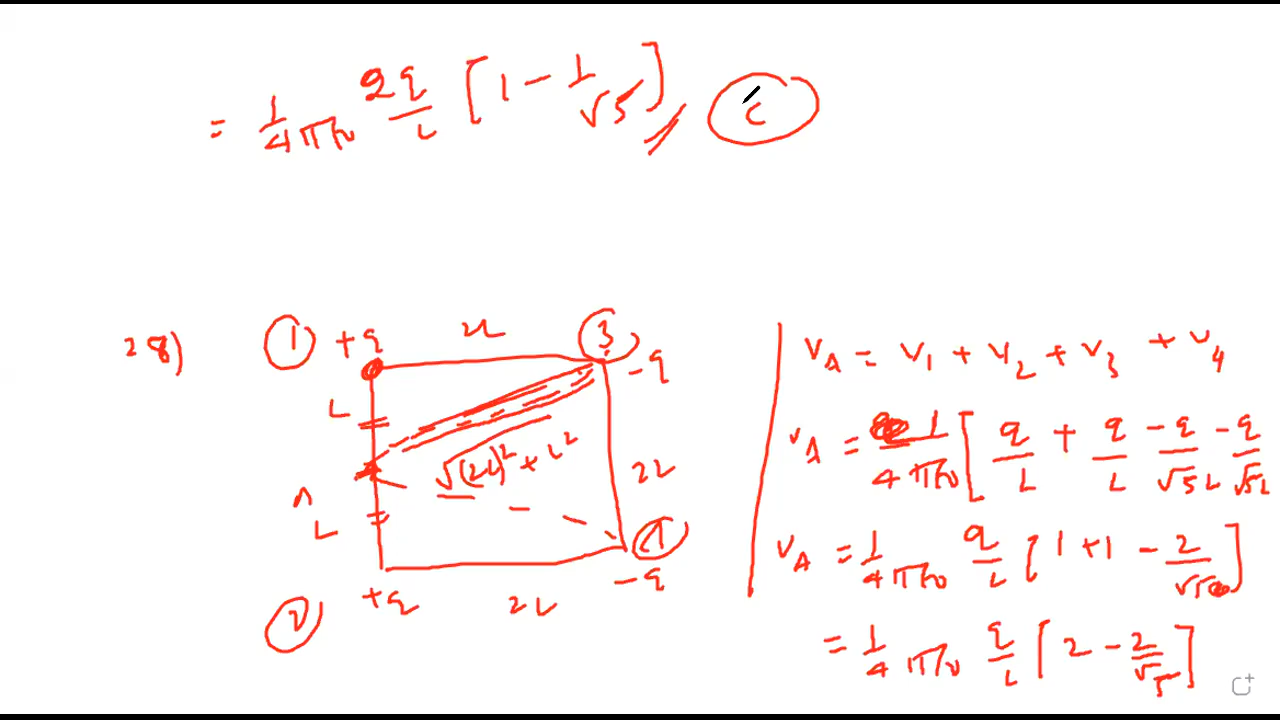 = 1/4πε₀ 2q/L [1 - 1/√5] C
28) ① +q 2L ③ -q
L
√(2L)² + L² 2L
A
L
④ -q
② +q 2L
V_A = V₁ + V₂ + V₃ + V₄
V_A = 1/4πε₀ [q/L + q/L -q/√5L -q/√5L
V_A = 1/4πε₀ q/L [1+1 - 2/√5]
= 1/4πε₀ q/L [2 - 2/√5]